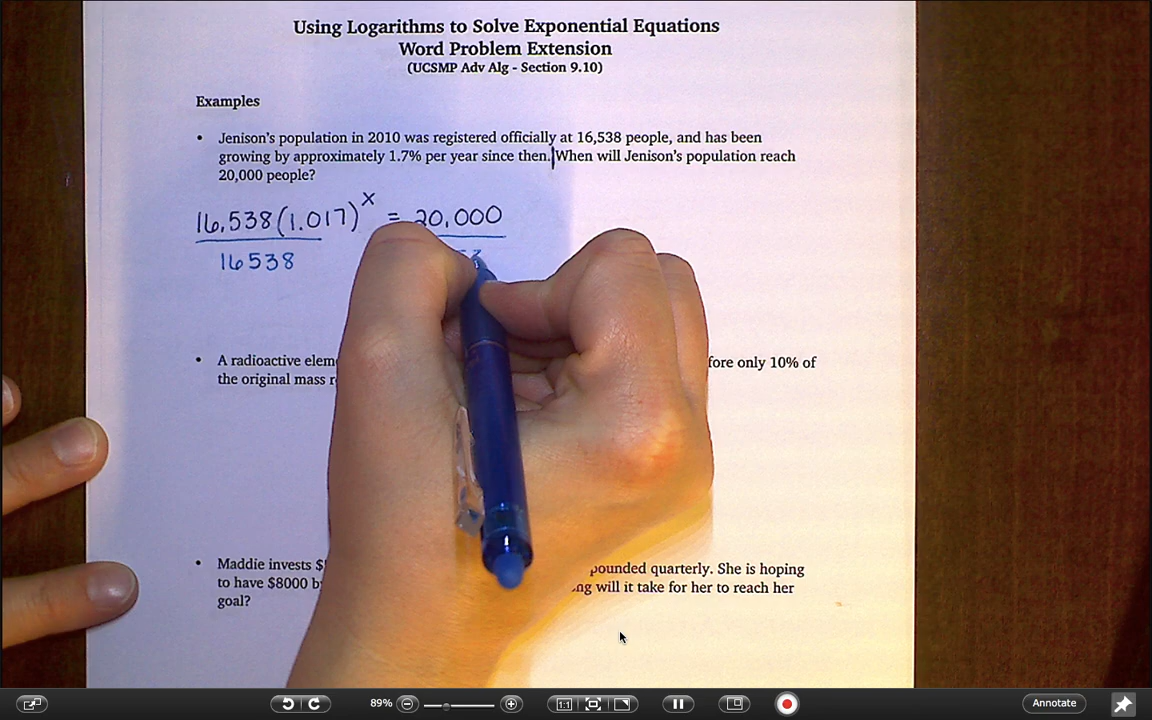 Using Logarithms to Solve Exponential Equations
Word Problem Extension
(UCSMP Adv Alg - Section 9.10)
Examples
• Jenison's population in 2010 was registered officially at 16,538 people, and has been
growing by approximately 1.7% per year since then. When will Jenison's population reach
20,000 people?
16,538(1.017)^x = 20,000
16538
• A radioactive elem fore only 10% of
the original mass r
• Maddie invests $ pounded quarterly. She is hoping
to have $8000 b ng will it take for her to reach her
goal?
89%
1:1
Annotate